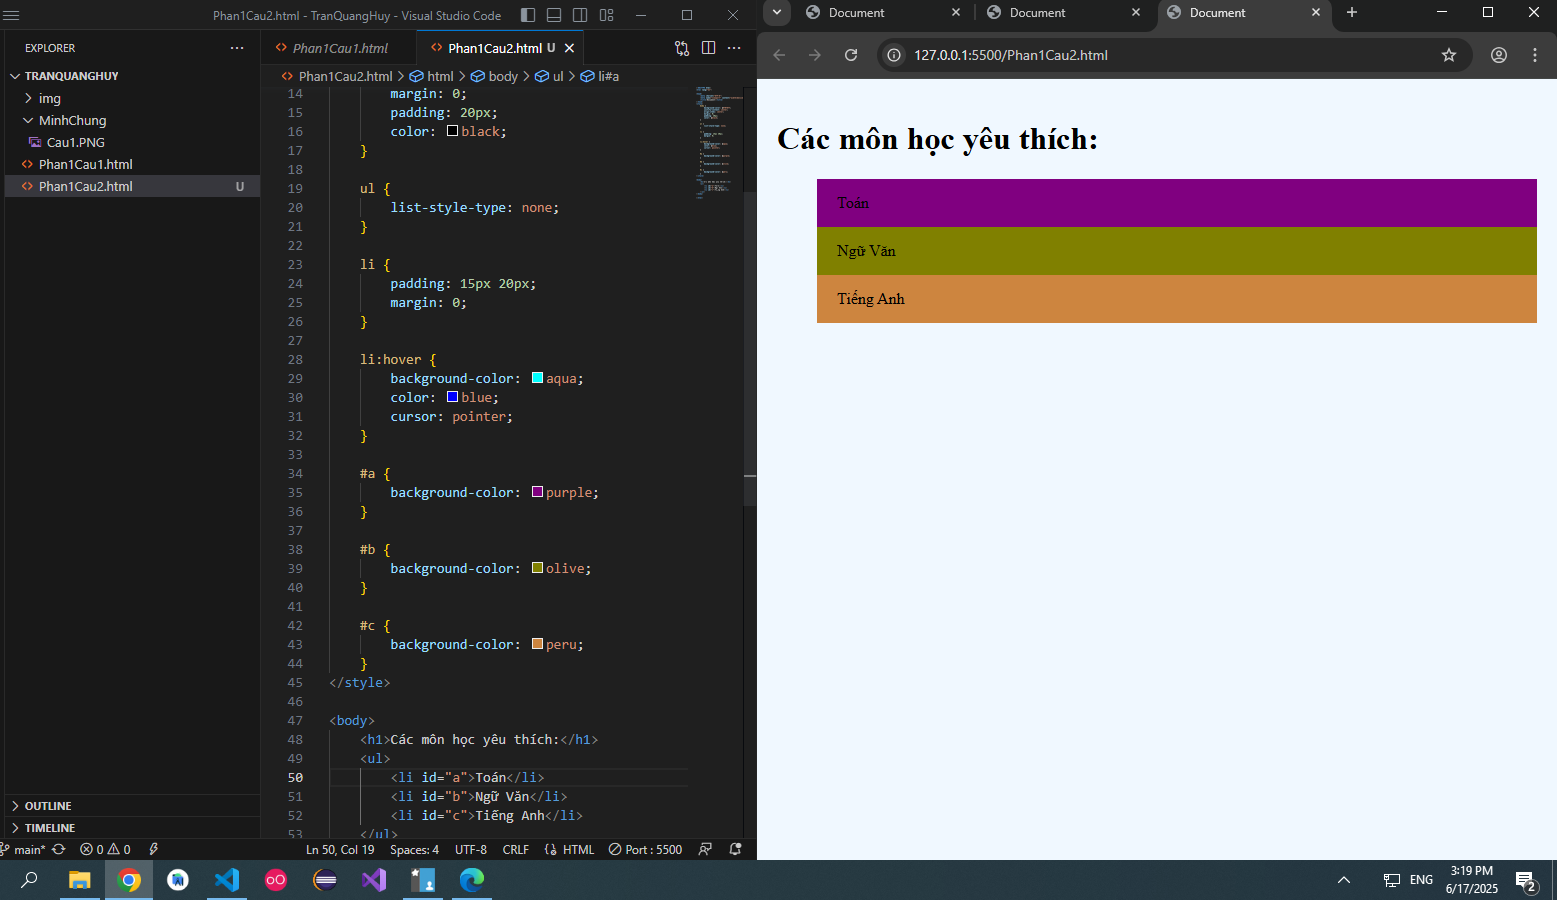 Phan1Cau2.html - TranQuangHuy - Visual Studio Code
EXPLORER
TRANQUANGHUY
img
MinhChung
Cau1.PNG
Phan1Cau1.html
Phan1Cau2.html U
OUTLINE
TIMELINE
Phan1Cau1.html
Phan1Cau2.html U
Phan1Cau2.html > html > body > ul > li#a
14 margin: 0;
15 padding: 20px;
16 color: black;
17 }
18
19 ul {
20 list-style-type: none;
21 }
22
23 li {
24 padding: 15px 20px;
25 margin: 0;
26 }
27
28 li:hover {
29 background-color: aqua;
30 color: blue;
31 cursor: pointer;
32 }
33
34 #a {
35 background-color: purple;
36 }
37
38 #b {
39 background-color: olive;
40 }
41
42 #c {
43 background-color: peru;
44 }
45 </style>
46
47 <body>
48 <h1>Các môn học yêu thích:</h1>
49 <ul>
50 <li id="a">Toán</li>
51 <li id="b">Ngữ Văn</li>
52 <li id="c">Tiếng Anh</li>
53 </ul>
main* 0 0 Ln 50, Col 19 Spaces: 4 UTF-8 CRLF HTML Port : 5500
Document
Document
Document
127.0.0.1:5500/Phan1Cau2.html
Các môn học yêu thích:
Toán
Ngữ Văn
Tiếng Anh
ENG
3:19 PM
6/17/2025
2